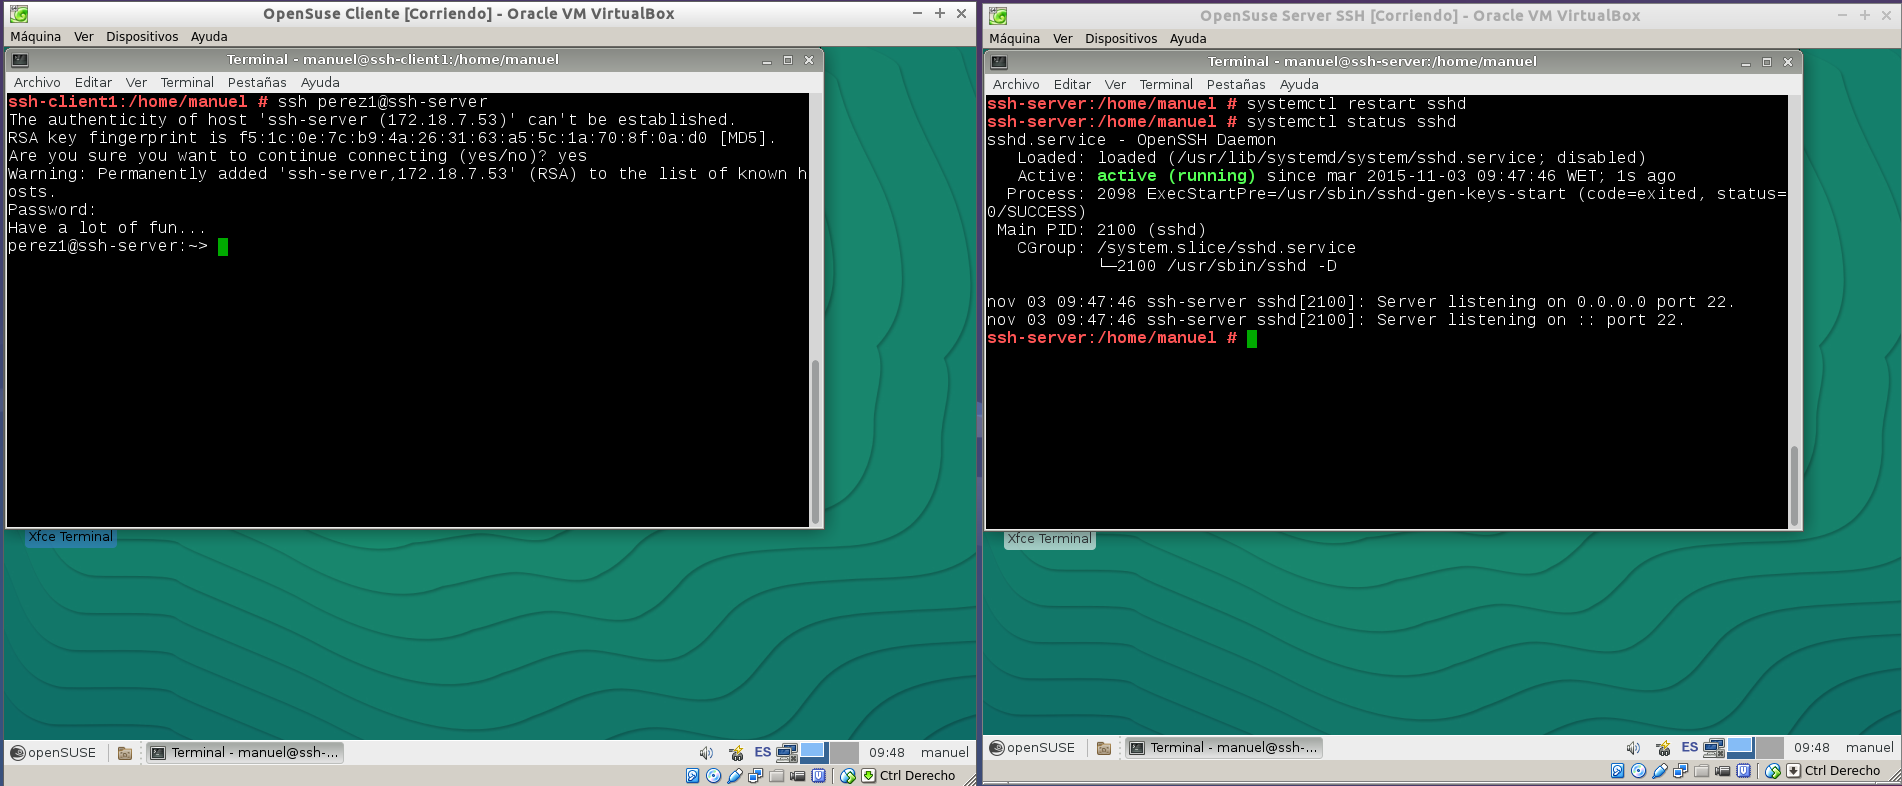 OpenSuse Cliente [Corriendo] - Oracle VM VirtualBox
Máquina Ver Dispositivos Ayuda
Terminal - manuel@ssh-client1:/home/manuel
Archivo Editar Ver Terminal Pestañas Ayuda
ssh-client1:/home/manuel # ssh perez1@ssh-server
The authenticity of host 'ssh-server (172.18.7.53)' can't be established.
RSA key fingerprint is f5:1c:0e:7c:b9:4a:26:31:63:a5:5c:1a:70:8f:0a:d0 [MD5].
Are you sure you want to continue connecting (yes/no)? yes
Warning: Permanently added 'ssh-server,172.18.7.53' (RSA) to the list of known h
osts.
Password:
Have a lot of fun...
perez1@ssh-server:~>
Xfce Terminal
openSUSE Terminal - manuel@ssh-... ES 09:48 manuel
Ctrl Derecho
OpenSuse Server SSH [Corriendo] - Oracle VM VirtualBox
Máquina Ver Dispositivos Ayuda
Terminal - manuel@ssh-server:/home/manuel
Archivo Editar Ver Terminal Pestañas Ayuda
ssh-server:/home/manuel # systemctl restart sshd
ssh-server:/home/manuel # systemctl status sshd
sshd.service - OpenSSH Daemon
Loaded: loaded (/usr/lib/systemd/system/sshd.service; disabled)
Active: active (running) since mar 2015-11-03 09:47:46 WET; 1s ago
Process: 2098 ExecStartPre=/usr/sbin/sshd-gen-keys-start (code=exited, status=
0/SUCCESS)
Main PID: 2100 (sshd)
CGroup: /system.slice/sshd.service
└─2100 /usr/sbin/sshd -D
nov 03 09:47:46 ssh-server sshd[2100]: Server listening on 0.0.0.0 port 22.
nov 03 09:47:46 ssh-server sshd[2100]: Server listening on :: port 22.
ssh-server:/home/manuel #
Xfce Terminal
openSUSE Terminal - manuel@ssh-... ES 09:48 manuel
Ctrl Derecho